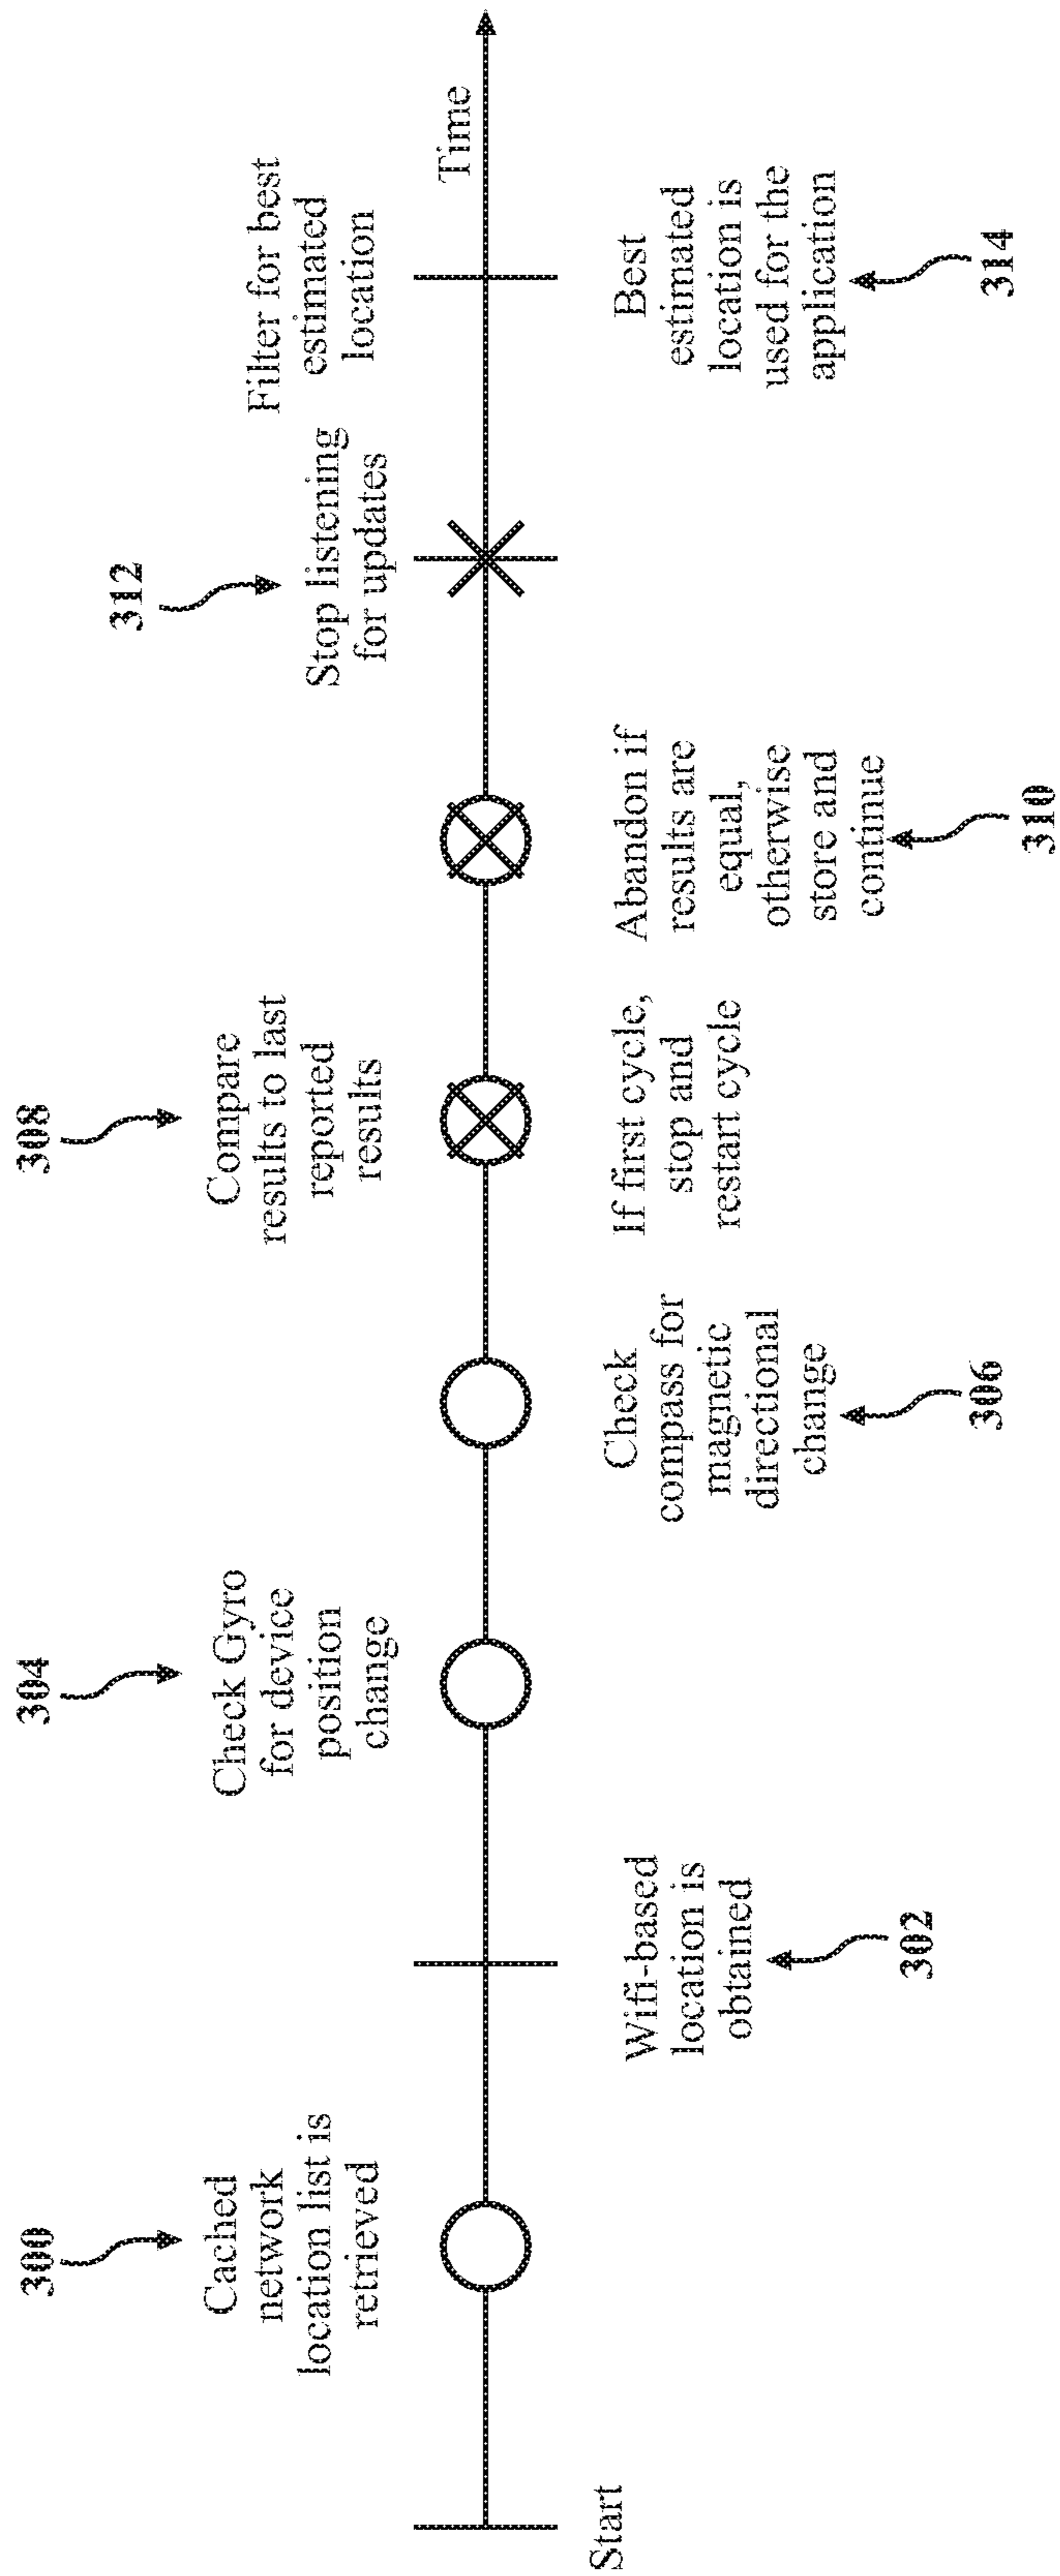 300
Cached
network
location list is
retrieved
304
Check Gyro
for device
position
change
308
Compare
results to last
reported
results
312
Stop listening
for updates
Filter for best
estimated
location
Time
Start
Wifi-based
location is
obtained
302
Check
compass for
magnetic
directional
change
306
If first cycle,
stop and
restart cycle
Abandon if
results are
equal,
otherwise
store and
continue
310
Best
estimated
location is
used for the
application
314